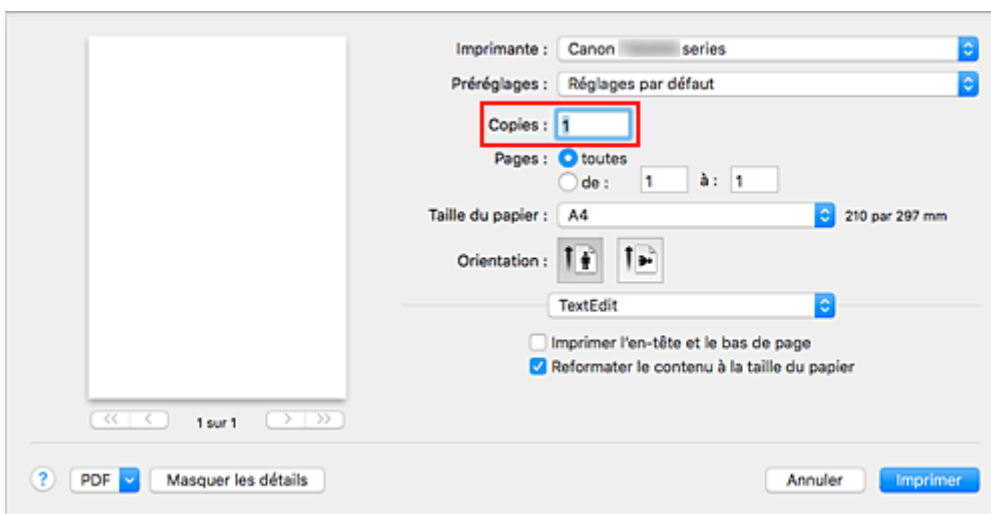 Imprimante : Canon series
Préréglages : Réglages par défaut
Copies : 1
Pages : toutes
de : 1 à : 1
Taille du papier : A4 210 par 297 mm
Orientation :
TextEdit
Imprimer l'en-tête et le bas de page
Reformater le contenu à la taille du papier
<< < 1 sur 1 > >>
? PDF Masquer les détails Annuler Imprimer